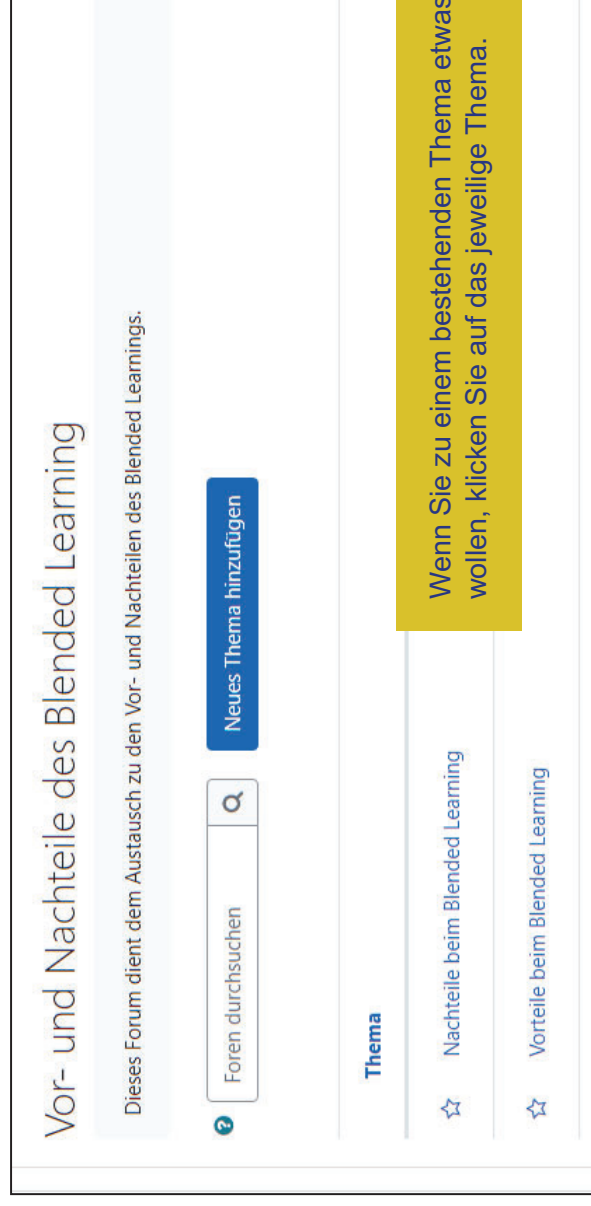 Vor- und Nachteile des Blended Learning
Dieses Forum dient dem Austausch zu den Vor- und Nachteilen des Blended Learnings.
Foren durchsuchen
Neues Thema hinzufügen
Thema
Wenn Sie zu einem bestehenden Thema etwas
wollen, klicken Sie auf das jeweilige Thema.
Nachteile beim Blended Learning
Vorteile beim Blended Learning